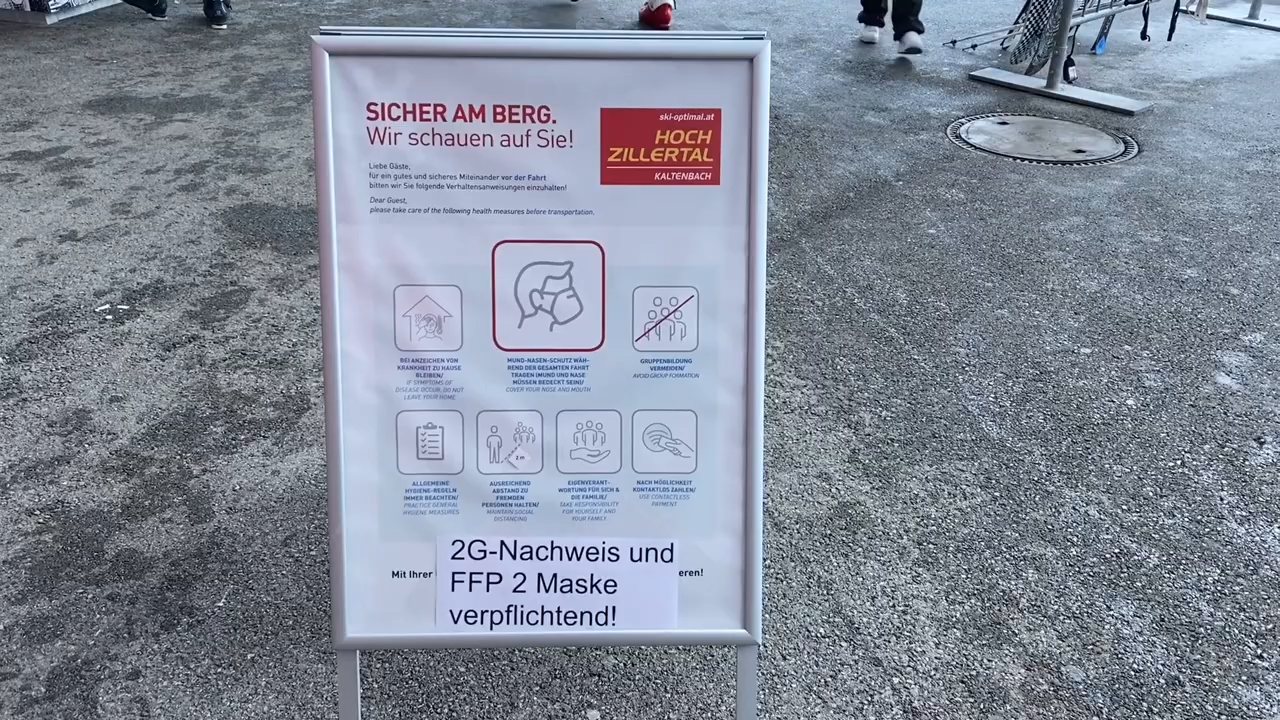 SICHER AM BERG.
Wir schauen auf Sie!
ski-optimal.at
HOCH
ZILLERTAL
KALTENBACH
Liebe Gäste,
für ein gutes und sicheres Miteinander vor der Fahrt
bitten wir Sie folgende Verhaltensanweisungen einzuhalten!
Dear Guest,
please take care of the following health measures before transportation.
BEI ANZEICHEN VON
KRANKHEIT ZU HAUSE
BLEIBEN/
IF SYMPTOMS OF
DISEASE OCCUR, DO NOT
LEAVE YOUR HOME
MUND-NASEN-SCHUTZ WÄH-
REND DER GESAMTEN FAHRT
TRAGEN (MUND UND NASE
MÜSSEN BEDECKT SEIN)/
COVER YOUR NOSE AND MOUTH
GRUPPENBILDUNG
VERMEIDEN/
AVOID GROUP FORMATION
ALLGEMEINE
HYGIENE-REGELN
IMMER BEACHTEN/
PRACTICE GENERAL
HYGIENE MEASURES
AUSREICHEND
ABSTAND ZU
FREMDEN
PERSONEN HALTEN/
MAINTAIN SOCIAL
DISTANCING
EIGENVERANT-
WORTUNG FÜR SICH &
DIE FAMILIE/
TAKE RESPONSIBILITY
FOR YOURSELF AND
YOUR FAMILY
NACH MÖGLICHKEIT
KONTAKTLOS ZAHLEN/
USE CONTACTLESS
PAYMENT
Mit Ihrer
eren!
2G-Nachweis und
FFP 2 Maske
verpflichtend!